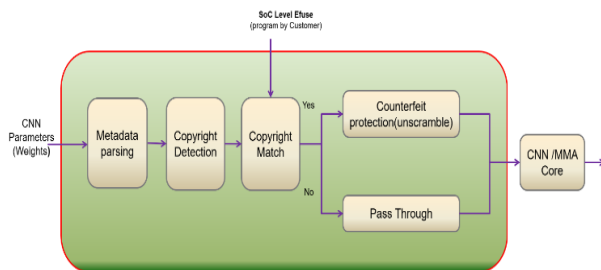 SoC Level Efuse
(program by Customer)
CNN
Parameters
(Weights)
Metadata
parsing
Copyright
Detection
Copyright
Match
Yes
No
Counterfeit
protection(unscramble)
Pass Through
CNN /MMA
Core